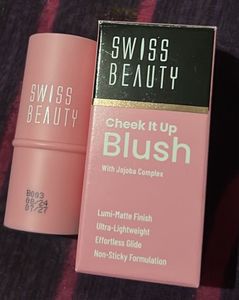 SWISS
BEAUTY
B003
08/24
07/27
SWISS
BEAUTY
Cheek It Up
Blush
With Jojoba Complex
Lumi-Matte Finish
Ultra-Lightweight
Effortless Glide
Non-Sticky Formulation